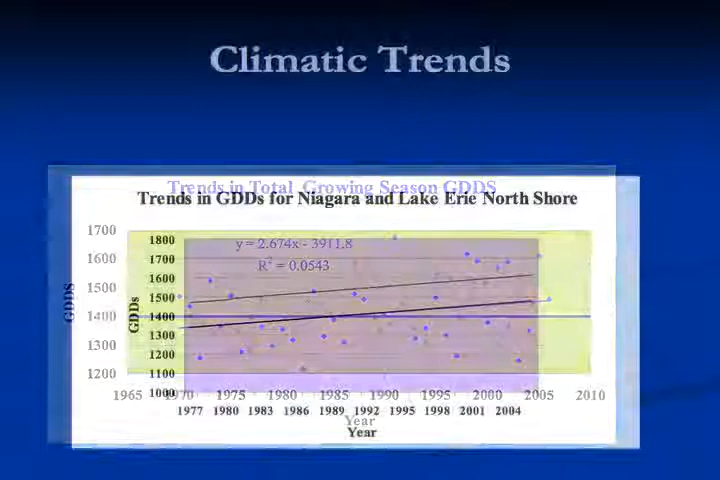 Climatic Trends
Trends in Total Growing Season GDDS
Trends in GDDs for Niagara and Lake Erie North Shore
y = 2.674x - 3911.8
R² = 0.0543
1700
1600
1500
1400
1300
1200
GDDS
GDDs
1800
1700
1600
1500
1400
1300
1200
1100
1000
1965 1970 1975 1980 1985 1990 1995 2000 2005 2010
1977 1980 1983 1986 1989 1992 1995 1998 2001 2004
Year
Year